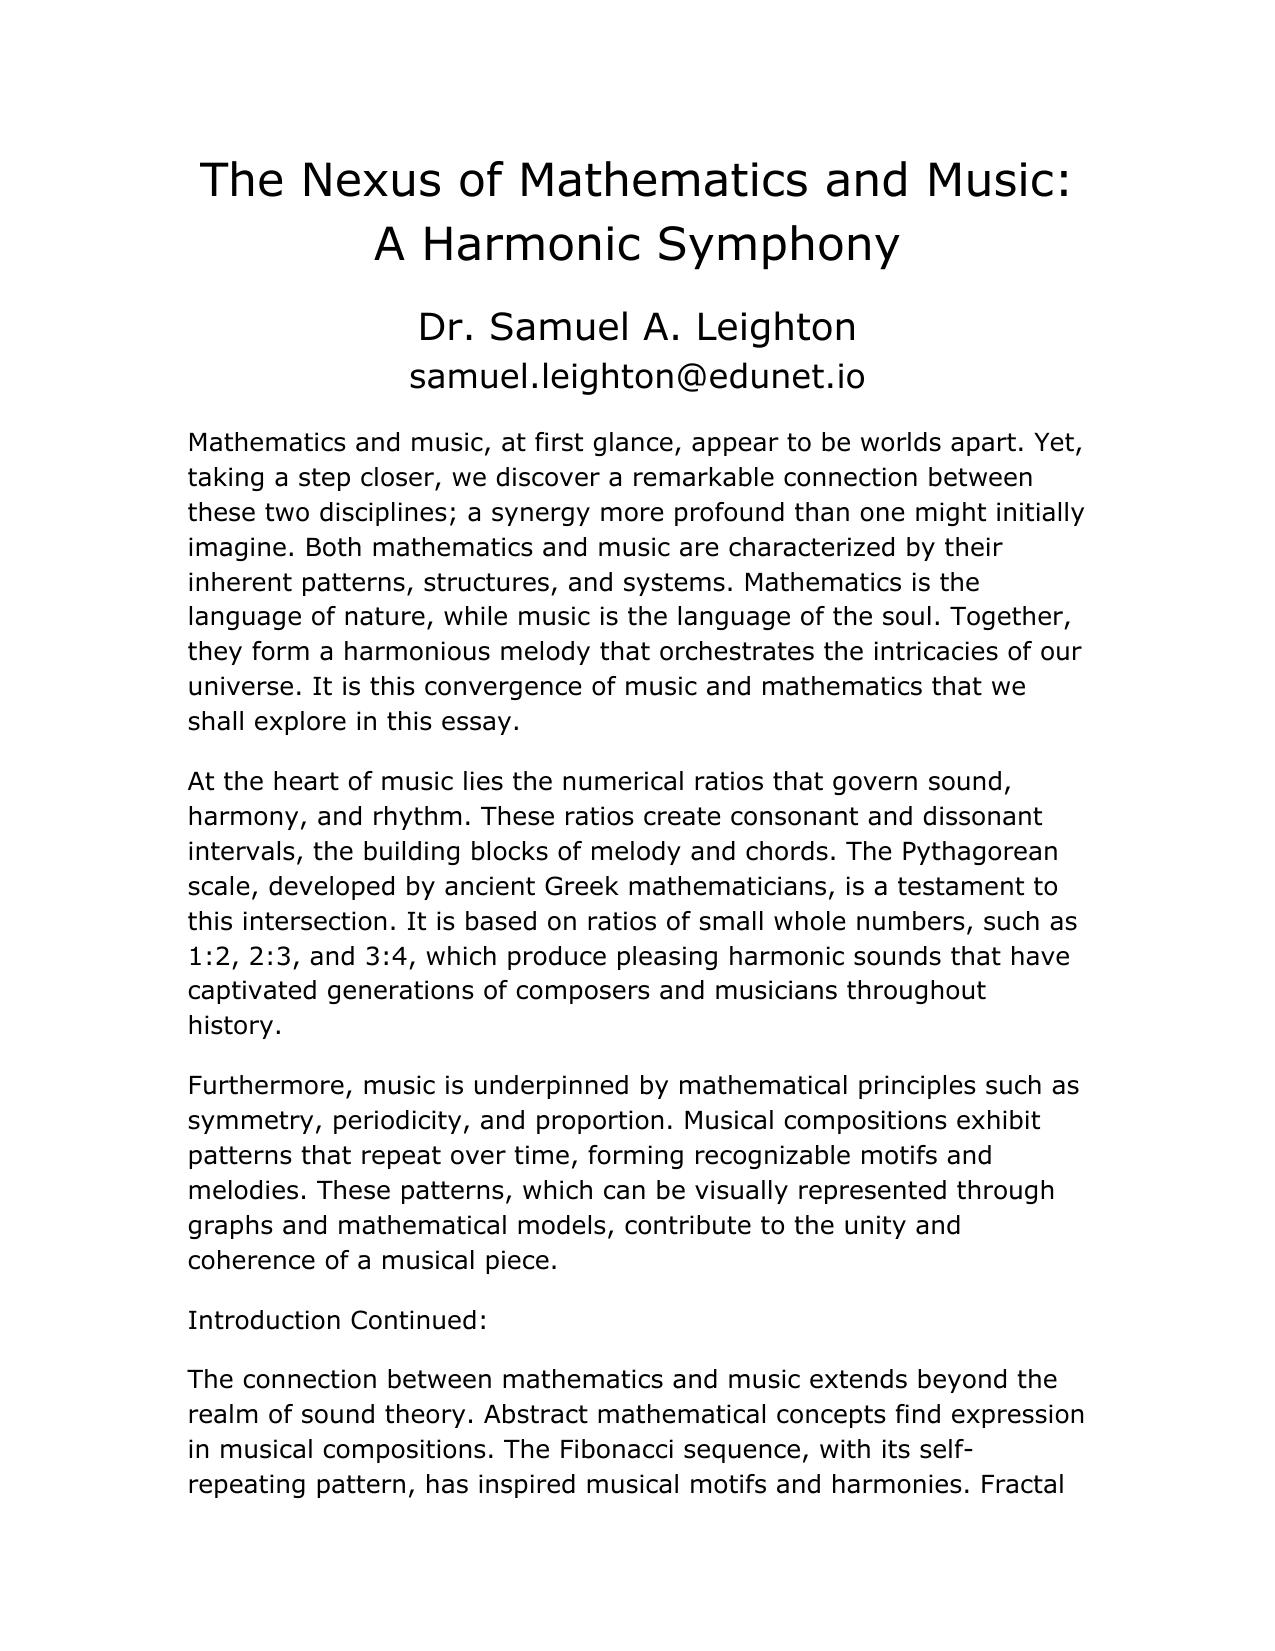 The Nexus of Mathematics and Music:
A Harmonic Symphony
Dr. Samuel A. Leighton
samuel.leighton@edunet.io
Mathematics and music, at first glance, appear to be worlds apart. Yet,
taking a step closer, we discover a remarkable connection between
these two disciplines; a synergy more profound than one might initially
imagine. Both mathematics and music are characterized by their
inherent patterns, structures, and systems. Mathematics is the
language of nature, while music is the language of the soul. Together,
they form a harmonious melody that orchestrates the intricacies of our
universe. It is this convergence of music and mathematics that we
shall explore in this essay.
At the heart of music lies the numerical ratios that govern sound,
harmony, and rhythm. These ratios create consonant and dissonant
intervals, the building blocks of melody and chords. The Pythagorean
scale, developed by ancient Greek mathematicians, is a testament to
this intersection. It is based on ratios of small whole numbers, such as
1:2, 2:3, and 3:4, which produce pleasing harmonic sounds that have
captivated generations of composers and musicians throughout
history.
Furthermore, music is underpinned by mathematical principles such as
symmetry, periodicity, and proportion. Musical compositions exhibit
patterns that repeat over time, forming recognizable motifs and
melodies. These patterns, which can be visually represented through
graphs and mathematical models, contribute to the unity and
coherence of a musical piece.
Introduction Continued:
The connection between mathematics and music extends beyond the
realm of sound theory. Abstract mathematical concepts find expression
in musical compositions. The Fibonacci sequence, with its self-
repeating pattern, has inspired musical motifs and harmonies. Fractal